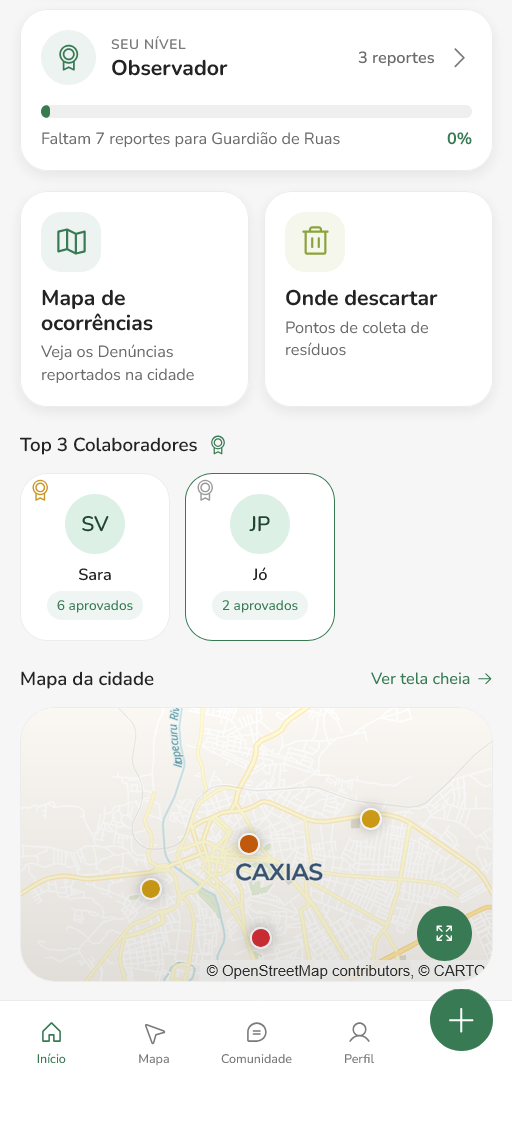 SEU NÍVEL
Observador
3 reportes
Faltam 7 reportes para Guardião de Ruas
0%
Mapa de
ocorrências
Veja os Denúncias
reportados na cidade
Onde descartar
Pontos de coleta de
resíduos
Top 3 Colaboradores
SV
Sara
6 aprovados
JP
Jó
2 aprovados
Mapa da cidade
Ver tela cheia
Itapecuru Riv
CAXIAS
© OpenStreetMap contributors, © CARTO
Início
Mapa
Comunidade
Perfil